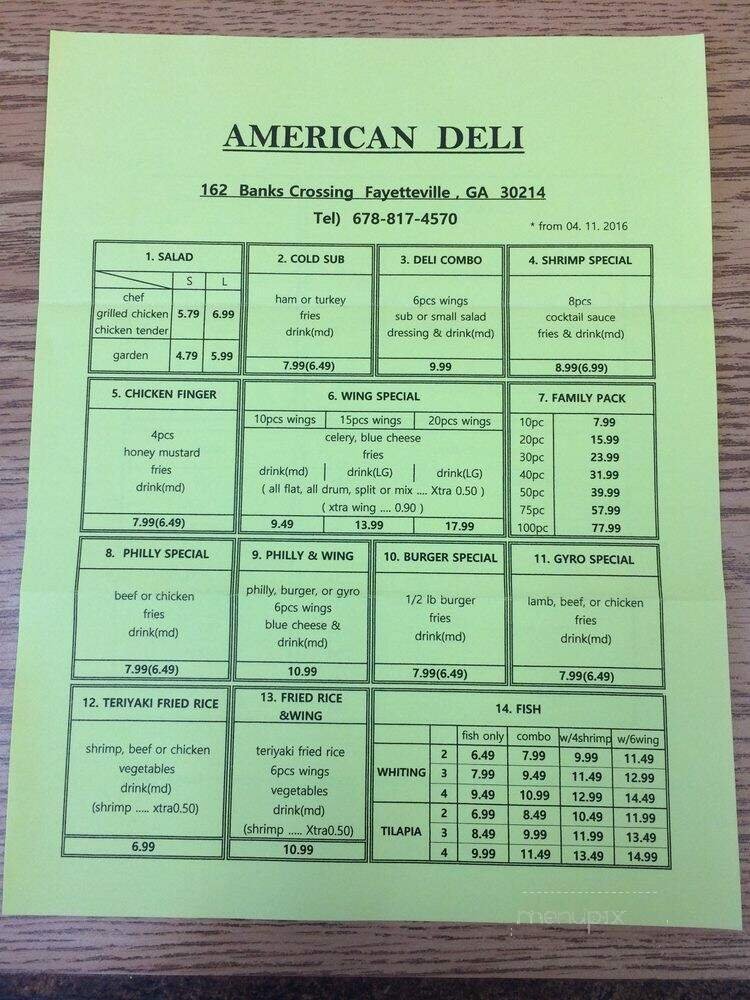 AMERICAN DELI
162 Banks Crossing Fayetteville , GA 30214
Tel) 678-817-4570
* from 04. 11. 2016
1. SALAD
S L
chef
grilled chicken 5.79 6.99
chicken tender
garden 4.79 5.99
2. COLD SUB
ham or turkey
fries
drink(md)
7.99(6.49)
3. DELI COMBO
6pcs wings
sub or small salad
dressing & drink(md)
9.99
4. SHRIMP SPECIAL
8pcs
cocktail sauce
fries & drink(md)
8.99(6.99)
5. CHICKEN FINGER
4pcs
honey mustard
fries
drink(md)
7.99(6.49)
6. WING SPECIAL
10pcs wings 15pcs wings 20pcs wings
celery, blue cheese
fries
drink(md) drink(LG) drink(LG)
( all flat, all drum, split or mix .... Xtra 0.50 )
( xtra wing .... 0.90 )
9.49 13.99 17.99
7. FAMILY PACK
10pc 7.99
20pc 15.99
30pc 23.99
40pc 31.99
50pc 39.99
75pc 57.99
100pc 77.99
8. PHILLY SPECIAL
beef or chicken
fries
drink(md)
7.99(6.49)
9. PHILLY & WING
philly, burger, or gyro
6pcs wings
blue cheese &
drink(md)
10.99
10. BURGER SPECIAL
1/2 lb burger
fries
drink(md)
7.99(6.49)
11. GYRO SPECIAL
lamb, beef, or chicken
fries
drink(md)
7.99(6.49)
12. TERIYAKI FRIED RICE
shrimp, beef or chicken
vegetables
drink(md)
(shrimp ..... xtra0.50)
6.99
13. FRIED RICE
&WING
teriyaki fried rice
6pcs wings
vegetables
drink(md)
(shrimp ..... Xtra0.50)
10.99
14. FISH
fish only combo w/4shrimp w/6wing
WHITING
2 6.49 7.99 9.99 11.49
3 7.99 9.49 11.49 12.99
4 9.49 10.99 12.99 14.49
TILAPIA
2 6.99 8.49 10.49 11.99
3 8.49 9.99 11.99 13.49
4 9.99 11.49 13.49 14.99
menupix